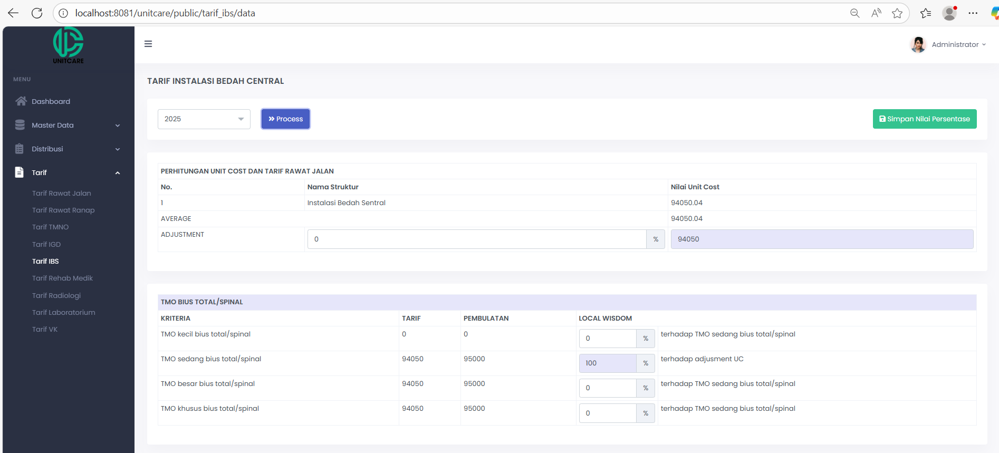 localhost:8081/unitcare/public/tarif_ibs/data
UNITCARE
Administrator
MENU
Dashboard
Master Data
Distribusi
Tarif
Tarif Rawat Jalan
Tarif Rawat Ranap
Tarif TMNO
Tarif IGD
Tarif IBS
Tarif Rehab Medik
Tarif Radiologi
Tarif Laboratorium
Tarif VK
TARIF INSTALASI BEDAH CENTRAL
2025 Process Simpan Nilai Persentase
PERHITUNGAN UNIT COST DAN TARIF RAWAT JALAN
No. Nama Struktur Nilai Unit Cost
1 Instalasi Bedah Sentral 94050.04
AVERAGE 94050.04
ADJUSTMENT 0 % 94050
TMO BIUS TOTAL/SPINAL
KRITERIA TARIF PEMBULATAN LOCAL WISDOM
TMO kecil bius total/spinal 0 0 0 % terhadap TMO sedang bius total/spinal
TMO sedang bius total/spinal 94050 95000 100 % terhadap adjusment UC
TMO besar bius total/spinal 94050 95000 0 % terhadap TMO sedang bius total/spinal
TMO khusus bius total/spinal 94050 95000 0 % terhadap TMO sedang bius total/spinal